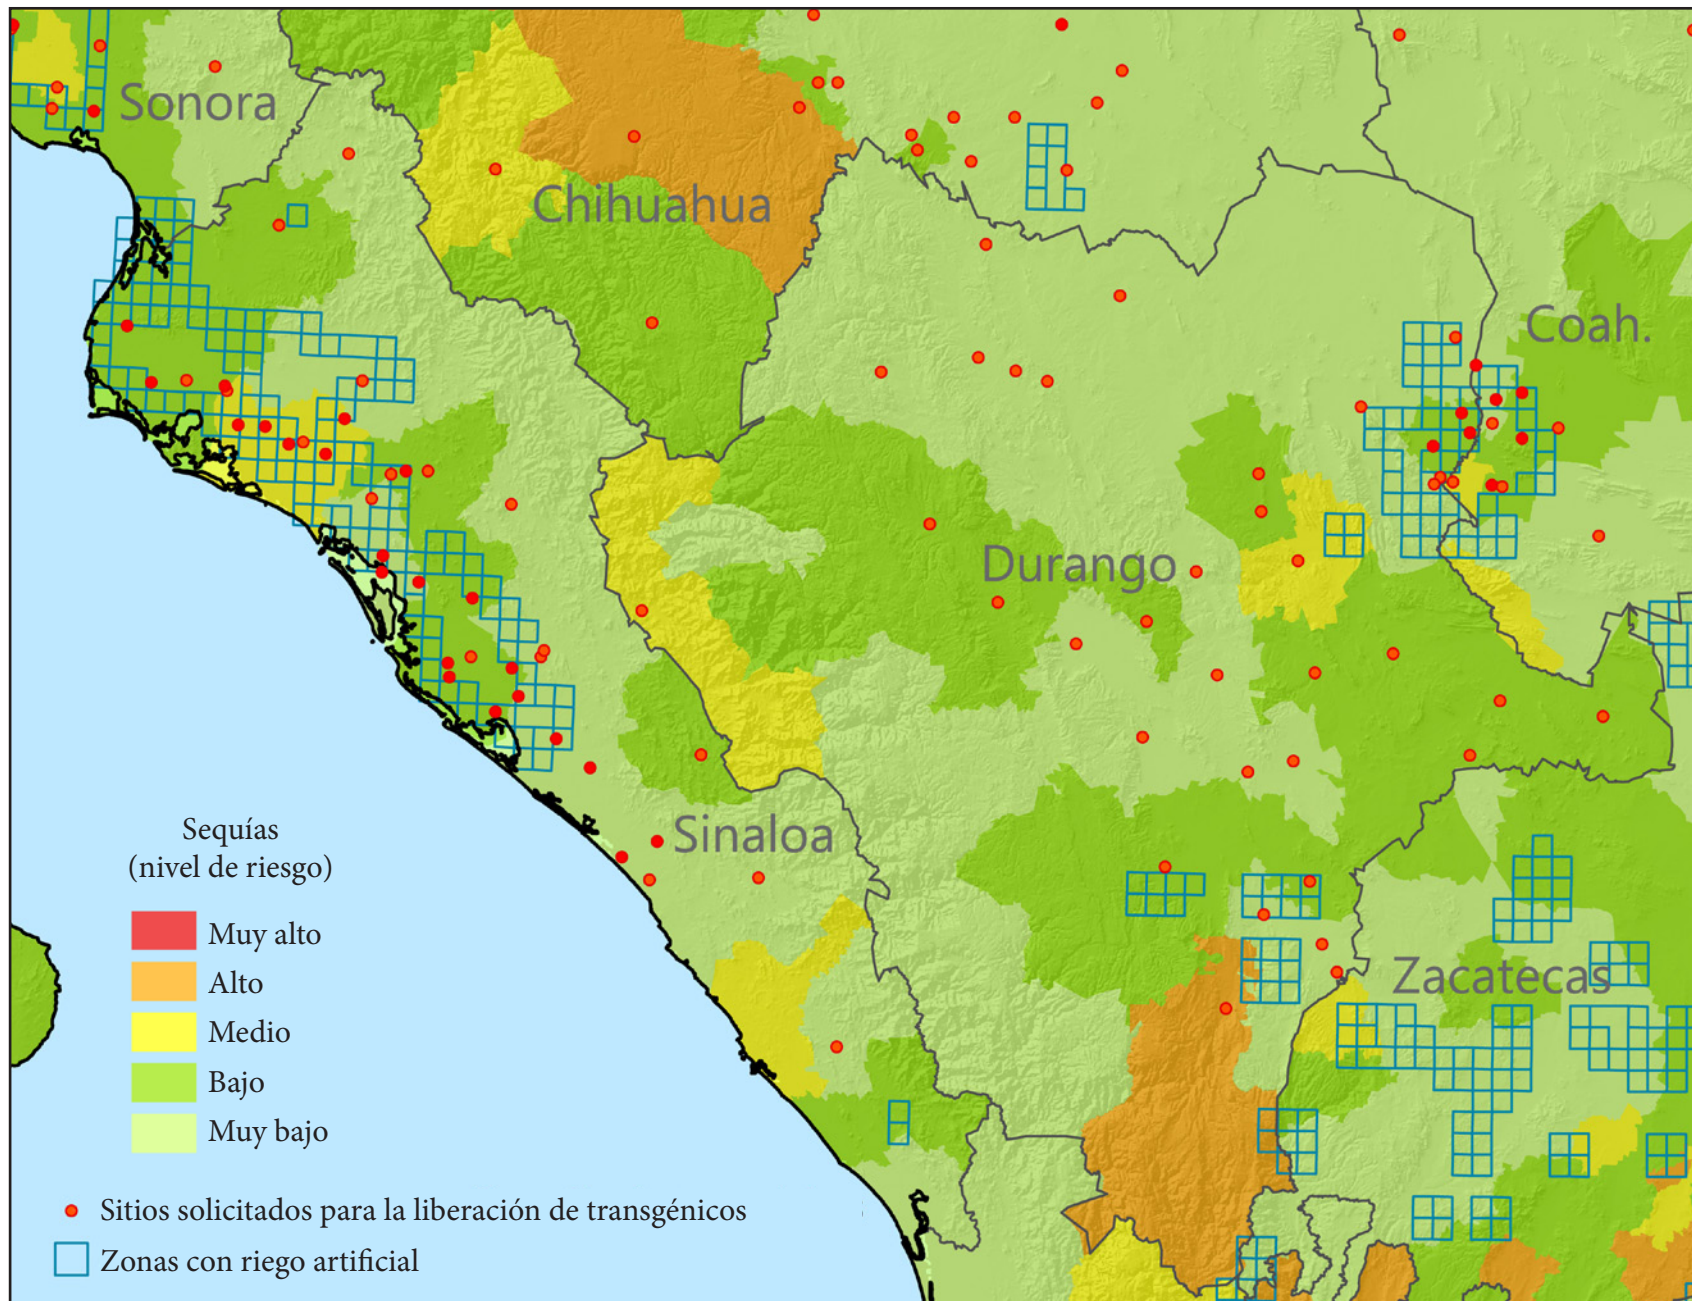 Sonora
Chihuahua
Coah.
Durango
Sinaloa
Zacatecas
Sequías
(nivel de riesgo)
Muy alto
Alto
Medio
Bajo
Muy bajo
Sitios solicitados para la liberación de transgénicos
Zonas con riego artificial